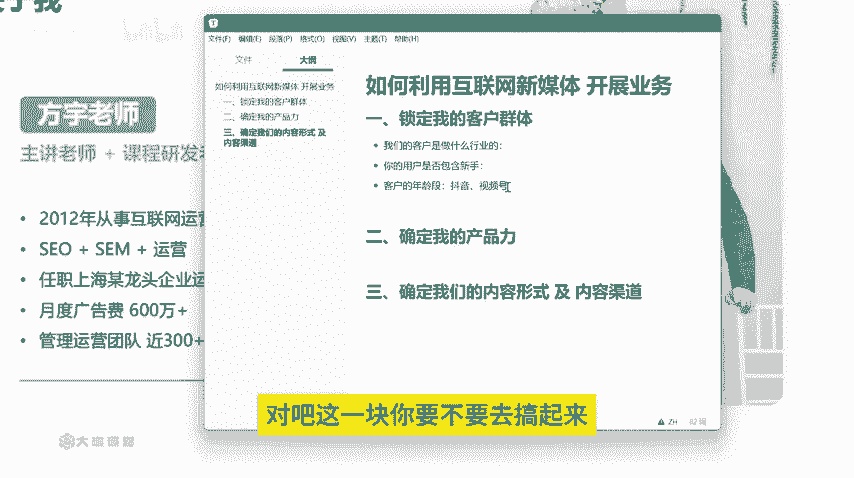 方宇老师
主讲老师 + 课程研发
• 2012年从事互联网运营
• SEO + SEM + 运营
• 任职上海某龙头企业运
• 月度广告费 600万+
• 管理运营团队 近300+
文件(F) 编辑(E) 段落(P) 格式(O) 视图(V) 主题(T) 帮助(H)
文件 大纲
如何利用互联网新媒体 开展业务
一、锁定我的客户群体
二、确定我的产品力
三、确定我们的内容形式 及
内容渠道
如何利用互联网新媒体 开展业务
一、锁定我的客户群体
• 我们的客户是做什么行业的：
• 你的用户是否包含新手：
• 客户的年龄段：抖音、视频号
二、确定我的产品力
三、确定我们的内容形式 及 内容渠道
ZH
对吧这一块你要不要去搞起来